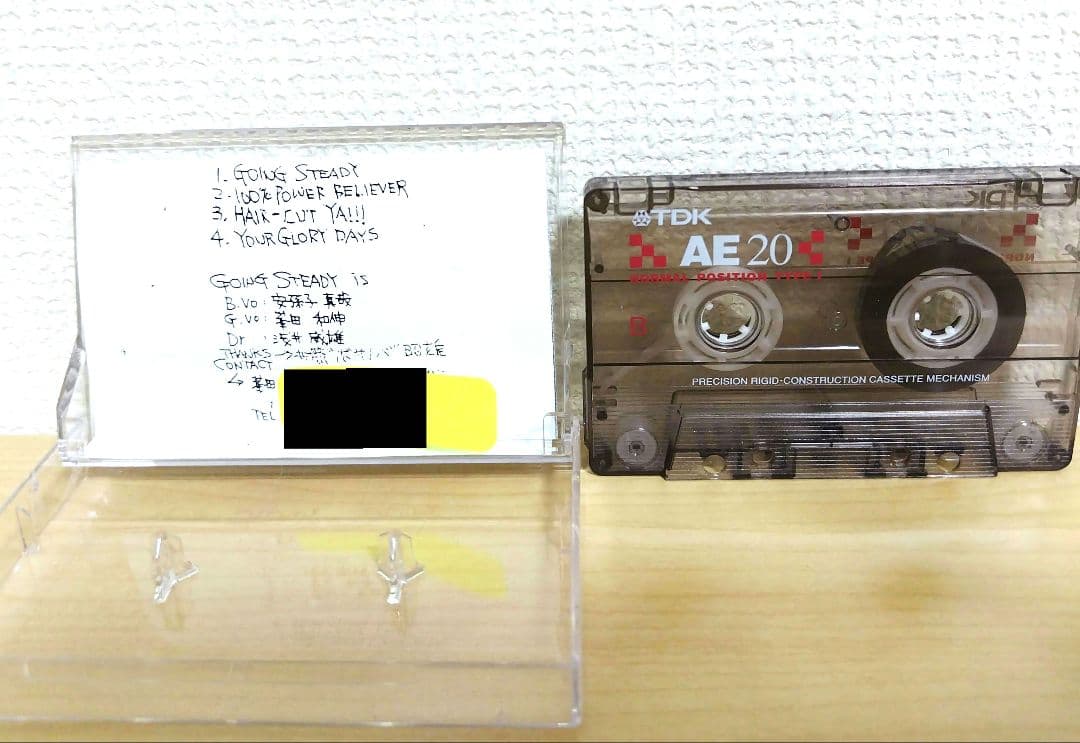 1. GOING STEADY
2. 100% POWER BELIEVER
3. HAIR-CUT YA!!!
4. YOUR GLORY DAYS
GOING STEADY is
B.Vo : 安孫子 真哉
G.Vo : 峯田 和伸
Dr : 浅井 威雄
THANKS
CONTACT
↳ 峯田
TEL
TDK
AE 20
NORMAL POSITION TYPE I
B
PRECISION RIGID-CONSTRUCTION CASSETTE MECHANISM